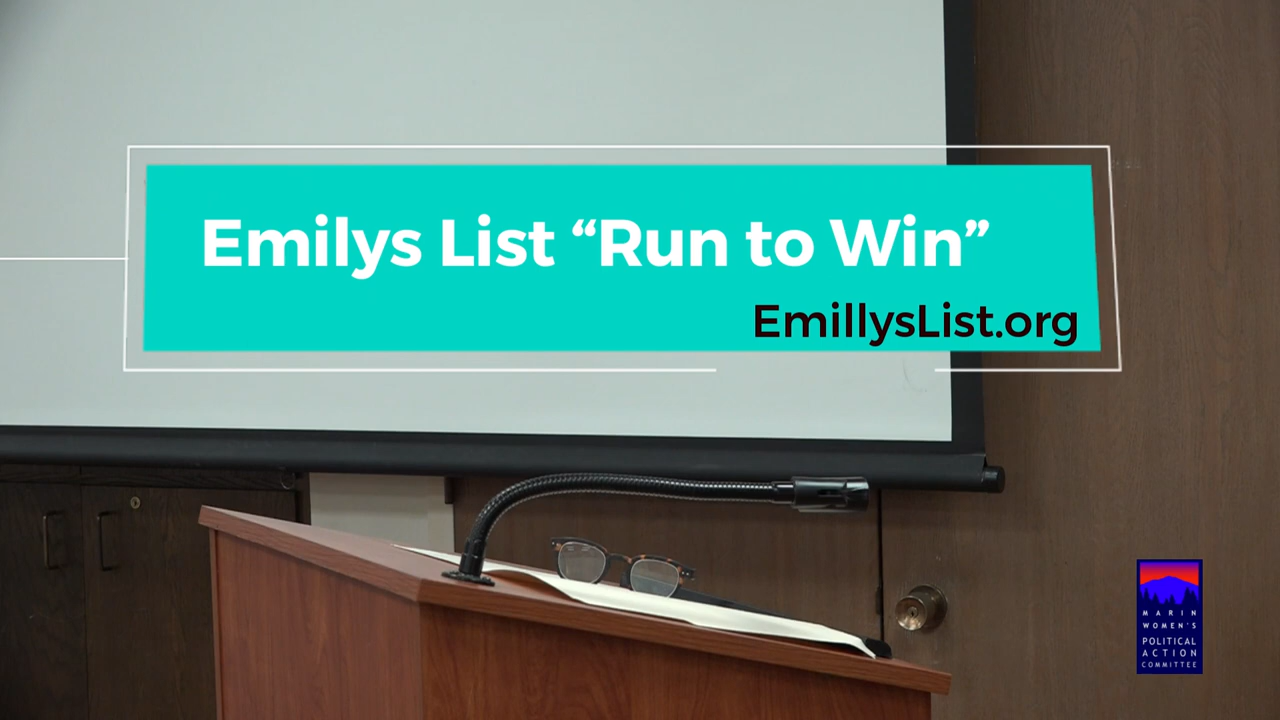 Emilys List “Run to Win”
EmillysList.org
MARIN
WOMEN'S
POLITICAL
ACTION
COMMITTEE